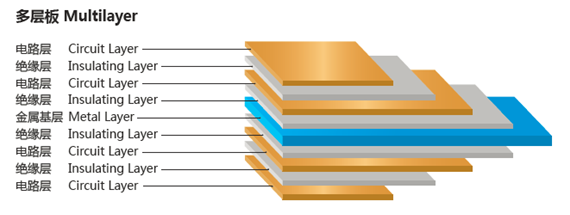 多层板 Multilayer
电路层 Circuit Layer
绝缘层 Insulating Layer
电路层 Circuit Layer
绝缘层 Insulating Layer
金属基层 Metal Layer
绝缘层 Insulating Layer
电路层 Circuit Layer
绝缘层 Insulating Layer
电路层 Circuit Layer